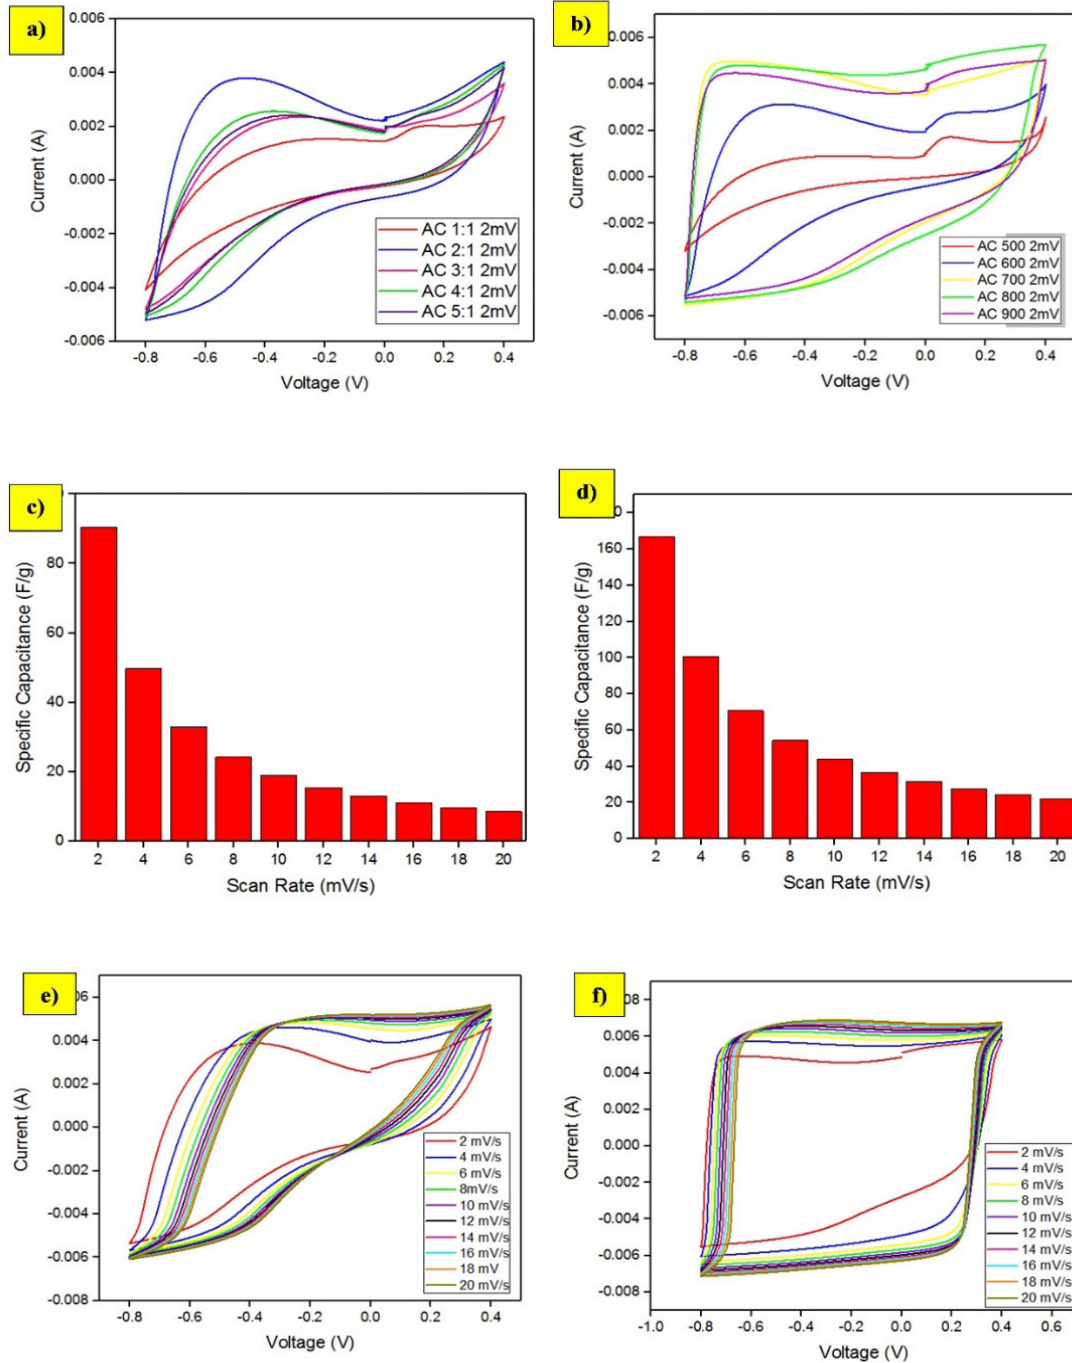 a)
0.006
0.004
0.002
0.000
-0.002
-0.004
-0.006
Current (A)
-0.8
-0.6
-0.4
-0.2
0.0
0.2
0.4
Voltage (V)
AC 1:1 2mV
AC 2:1 2mV
AC 3:1 2mV
AC 4:1 2mV
AC 5:1 2mV
b)
0.006
0.004
0.002
0.000
-0.002
-0.004
-0.006
Current (A)
-0.8
-0.6
-0.4
-0.2
0.0
0.2
0.4
Voltage (V)
AC 500 2mV
AC 600 2mV
AC 700 2mV
AC 800 2mV
AC 900 2mV
c)
80
60
40
20
0
Specific Capacitance (F/g)
2
4
6
8
10
12
14
16
18
20
Scan Rate (mV/s)
d)
160
140
120
100
80
60
40
20
0
Specific Capacitance (F/g)
2
4
6
8
10
12
14
16
18
20
Scan Rate (mV/s)
e)
0.004
0.002
0.000
-0.002
-0.004
-0.006
-0.008
Current (A)
-0.8
-0.6
-0.4
-0.2
0.0
0.2
0.4
Voltage (V)
2 mV/s
4 mV/s
6 mV/s
8mV/s
10 mV/s
12 mV/s
14 mV/s
16 mV/s
18 mV
20 mV/s
f)
0.006
0.004
0.002
0.000
-0.002
-0.004
-0.006
-0.008
Current (A)
-1.0
-0.8
-0.6
-0.4
-0.2
0.0
0.2
0.4
0.6
Voltage (V)
2 mV/s
4 mV/s
6 mV/s
8 mV/s
10 mV/s
12 mV/s
14 mV/s
16 mV/s
18 mV/s
20 mV/s